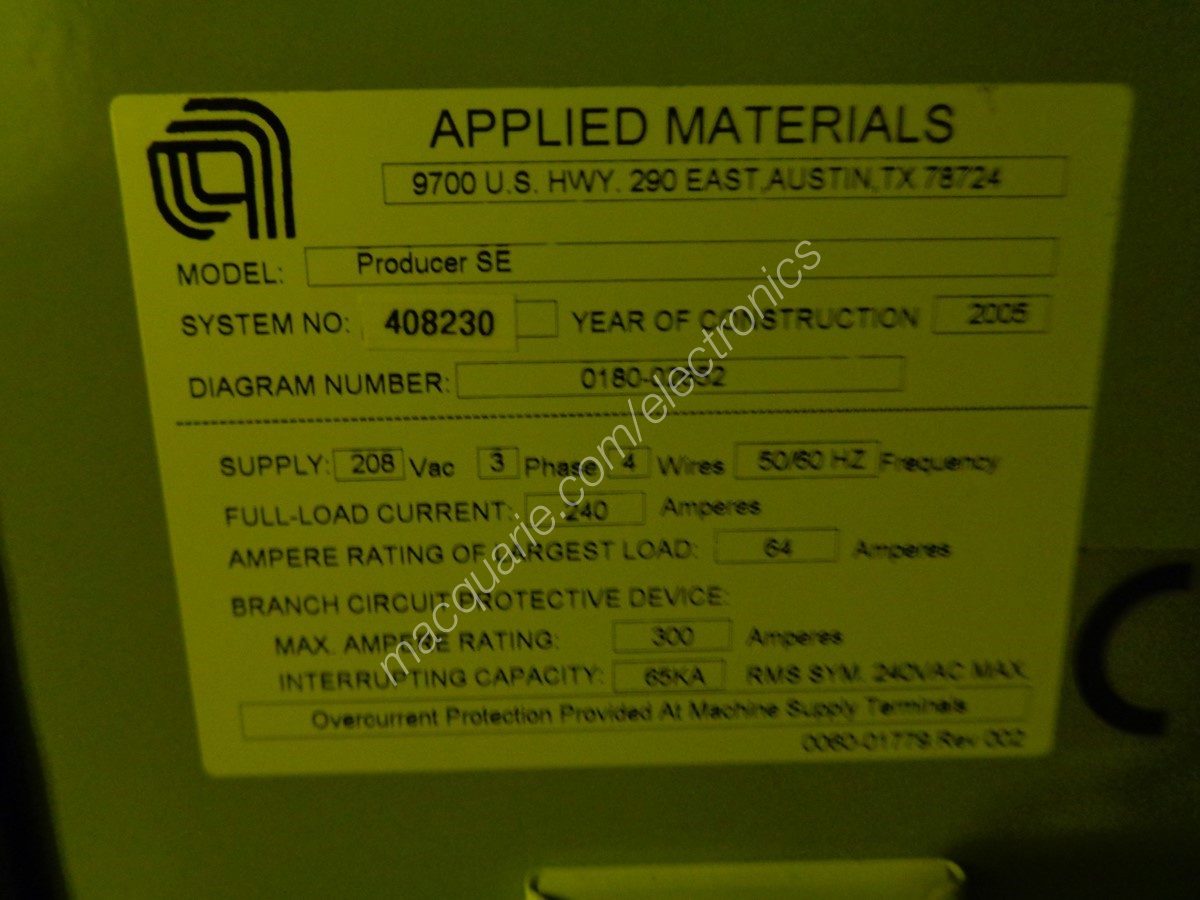 APPLIED MATERIALS
9700 U.S. HWY. 290 EAST,AUSTIN,TX 78724
MODEL: Producer SE
SYSTEM NO: 408230 YEAR OF CONSTRUCTION 2005
DIAGRAM NUMBER:
SUPPLY: 208 Vac 3 Phase 4 Wires 50/60 HZ Frequency
FULL-LOAD CURRENT: 240 Amperes
AMPERE RATING OF LARGEST LOAD: 64 Amperes
BRANCH CIRCUIT PROTECTIVE DEVICE:
MAX. AMPERE RATING: 300 Amperes
INTERRUPTING CAPACITY: 65KA RMS SYM. 240VAC MAX.
Overcurrent Protection Provided At Machine Supply Terminals
0060-01779 Rev 002
macquarie.com/electronics